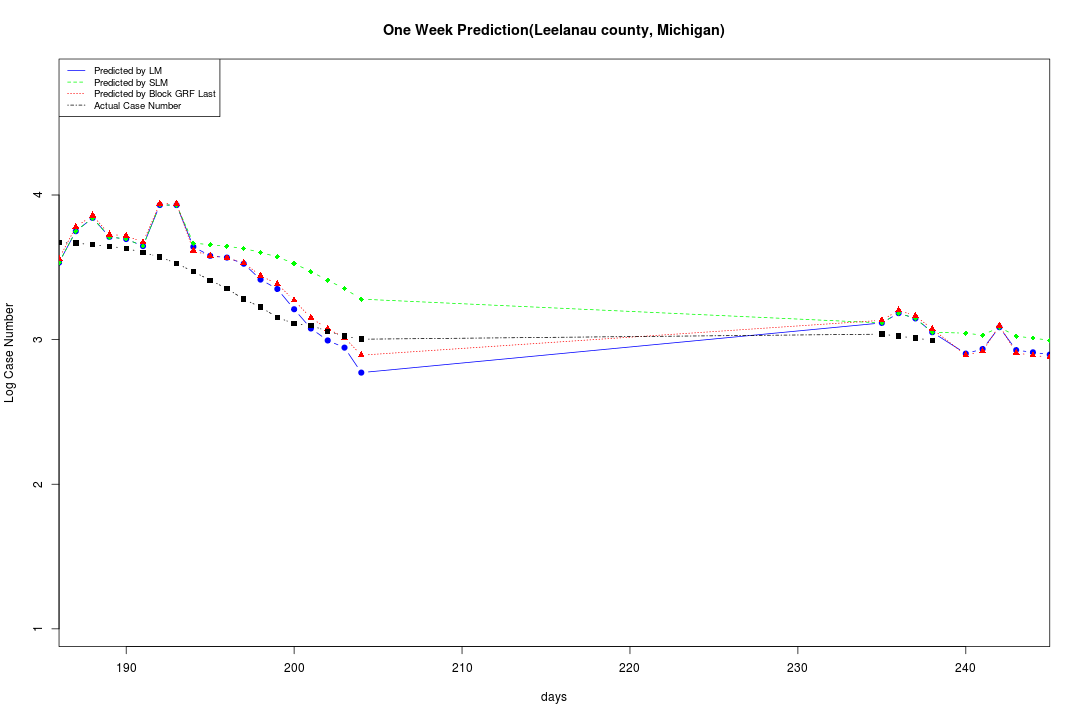 One Week Prediction(Leelanau county, Michigan)
Predicted by LM
Predicted by SLM
Predicted by Block GRF Last
Actual Case Number
Log Case Number
4
3
2
1
190
200
210
220
230
240
days